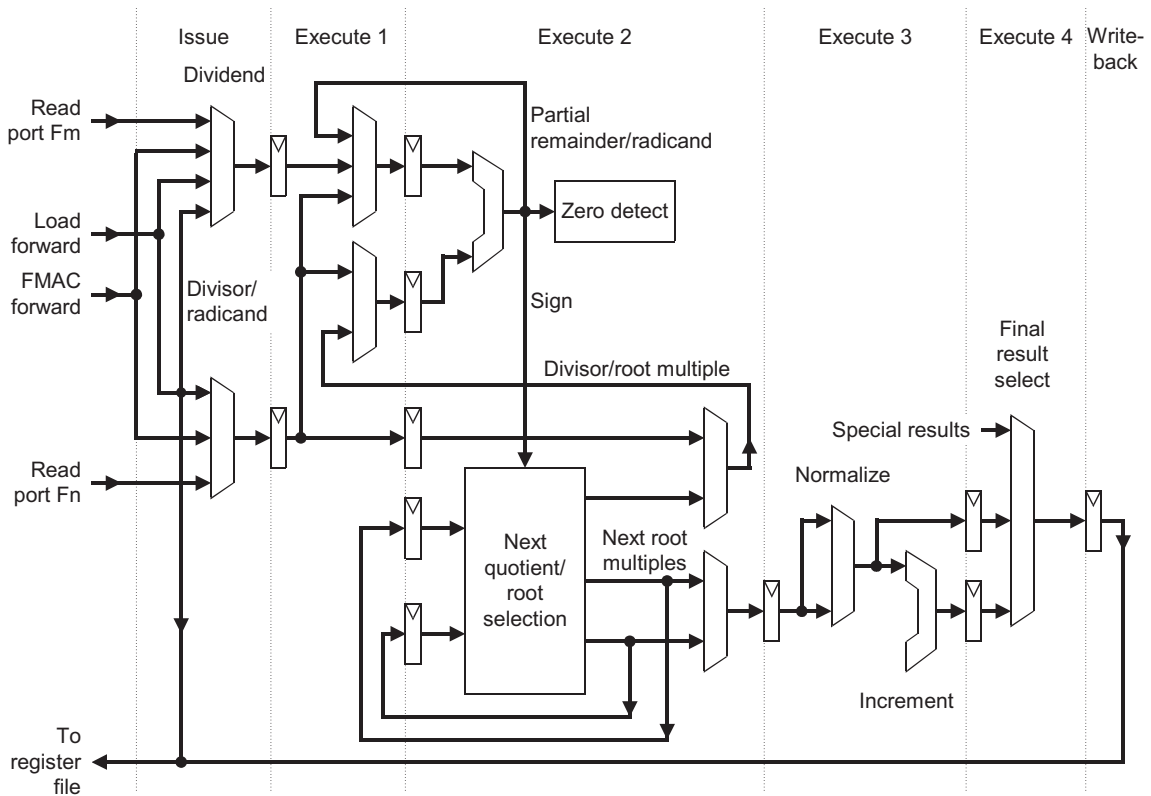 Issue
Execute 1
Execute 2
Execute 3
Execute 4
Write-
back
Dividend
Read
port Fm
Partial
remainder/radicand
Zero detect
Load
forward
FMAC
forward
Divisor/
radicand
Sign
Final
result
select
Divisor/root multiple
Special results
Read
port Fn
Normalize
Next
quotient/
root
selection
Next root
multiples
Increment
To
register
file